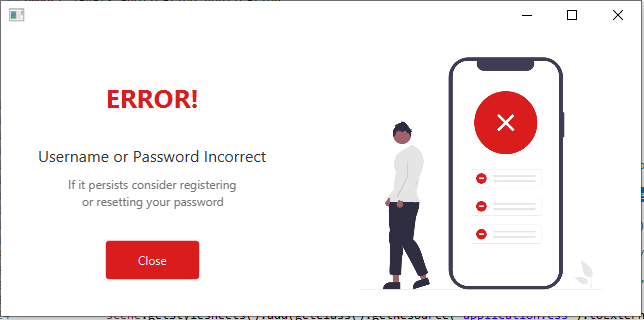 ERROR!
Username or Password Incorrect
If it persists consider registering
or resetting your password
Close
scene.getStylesheets().add(getClass().getResource("application.css").toExtern